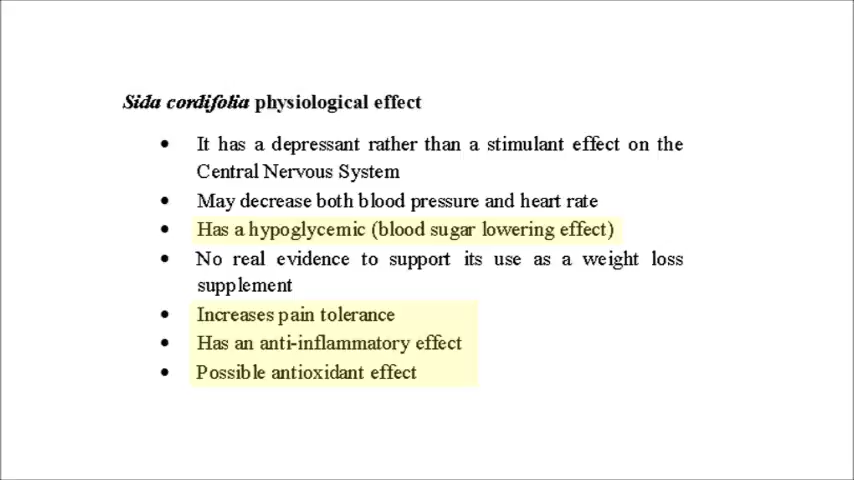 Sida cordifolia physiological effect
• It has a depressant rather than a stimulant effect on the
Central Nervous System
• May decrease both blood pressure and heart rate
• Has a hypoglycemic (blood sugar lowering effect)
• No real evidence to support its use as a weight loss
supplement
• Increases pain tolerance
• Has an anti-inflammatory effect
• Possible antioxidant effect